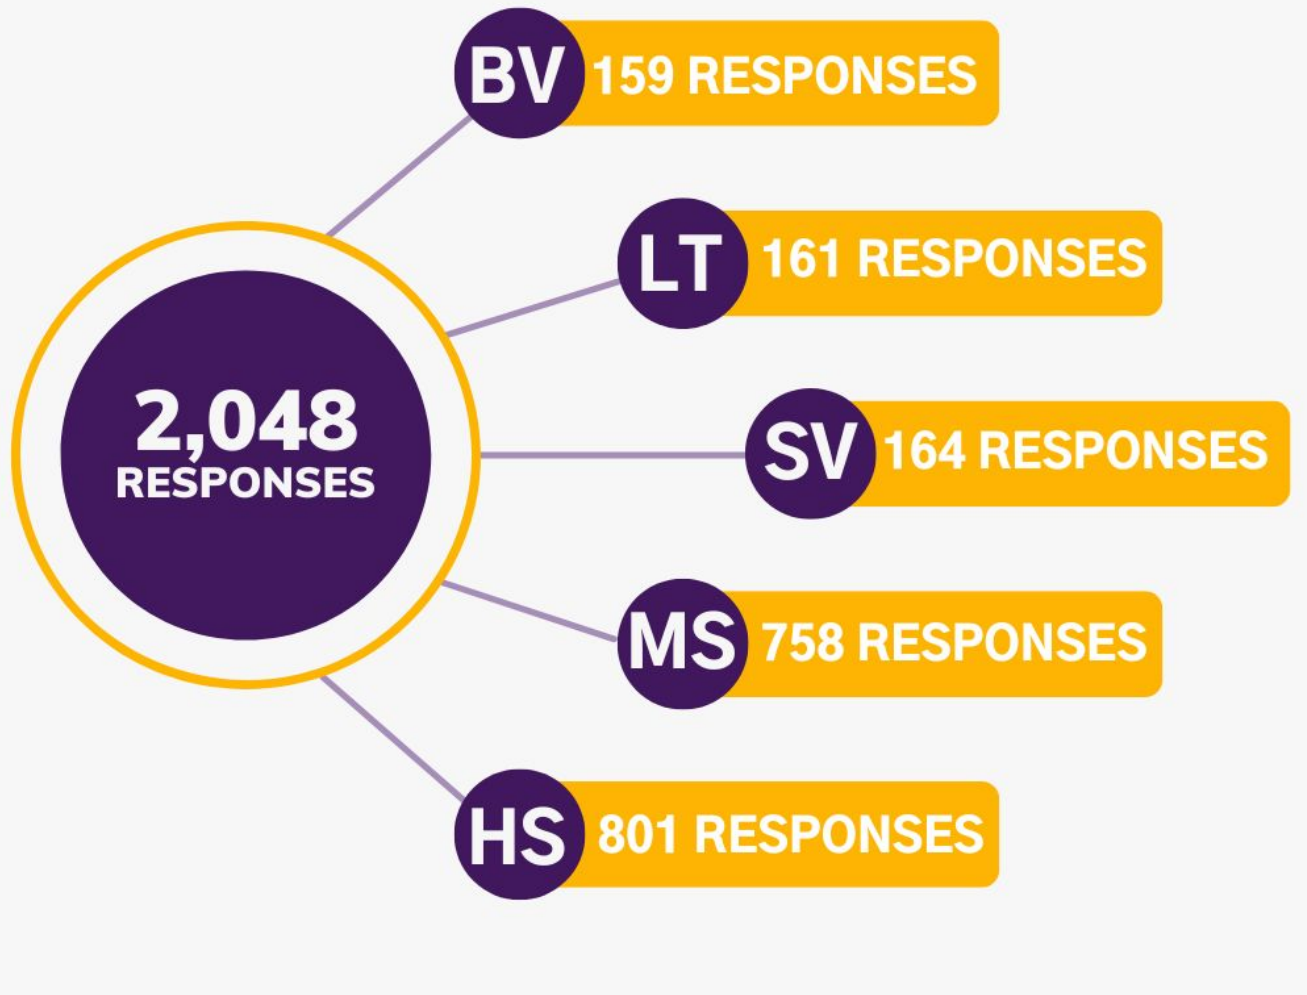 BV 159 RESPONSES
LT 161 RESPONSES
2,048
RESPONSES
SV 164 RESPONSES
MS 758 RESPONSES
HS 801 RESPONSES